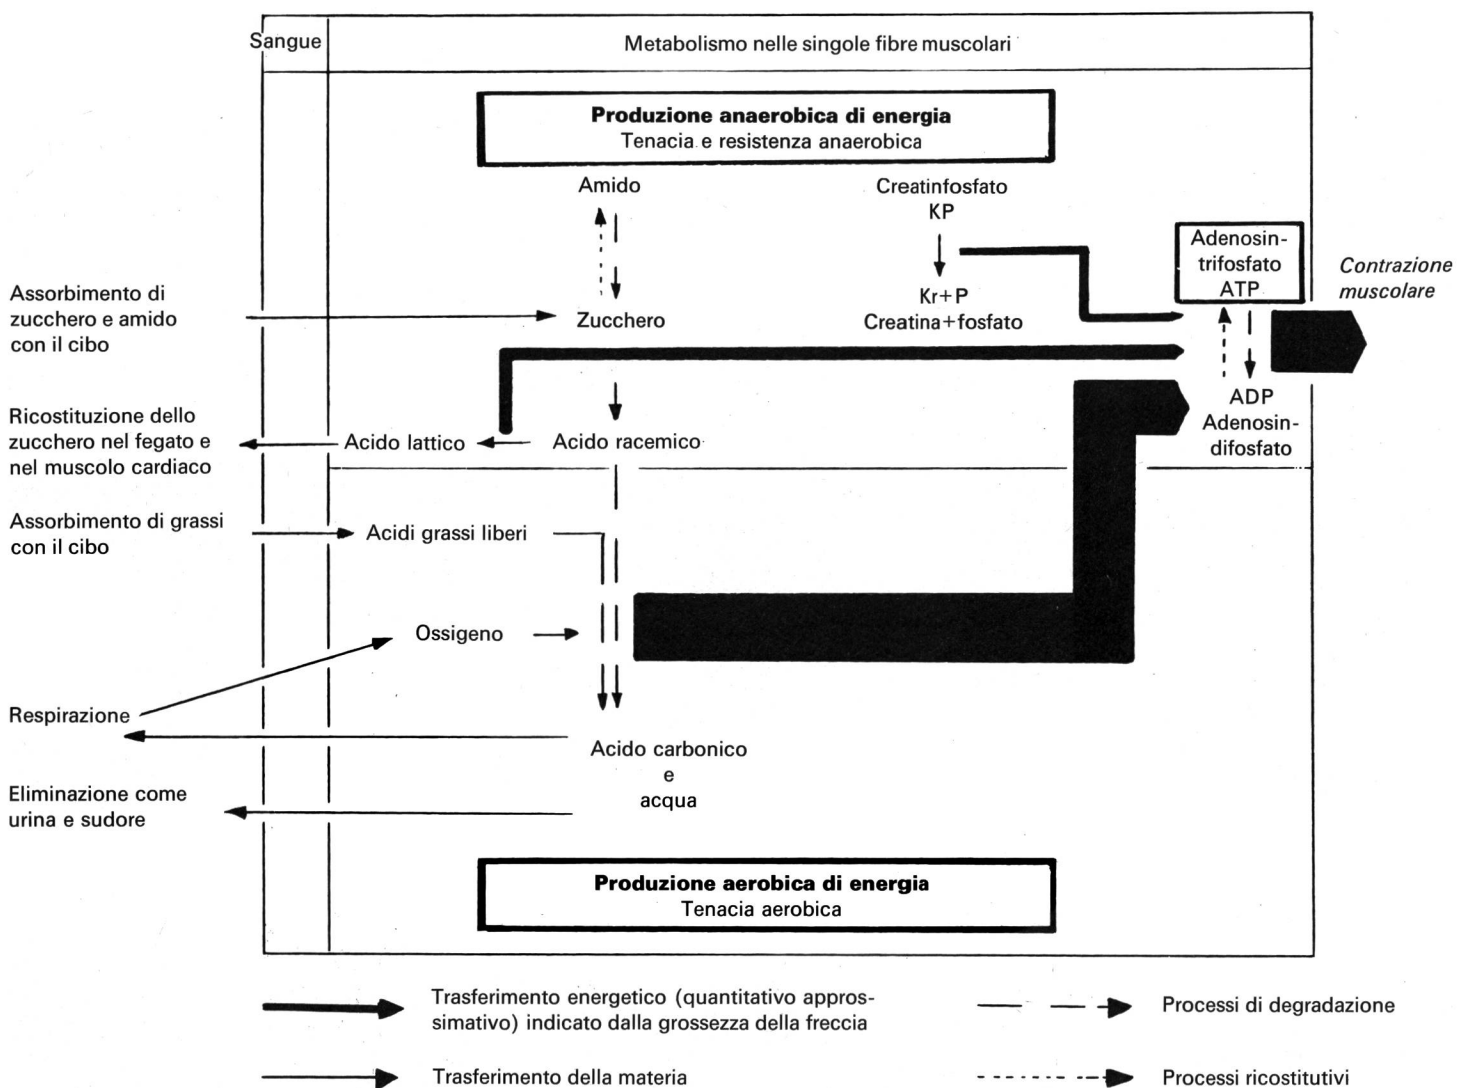 Sangue
Metabolismo nelle singole fibre muscolari
Produzione anaerobica di energia
Tenacia e resistenza anaerobica
Amido
Creatinfosfato
KP
Adenosin-
trifosfato
ATP
Contrazione
muscolare
Assorbimento di
zucchero e amido
con il cibo
Zucchero
Kr+P
Creatina+fosfato
ADP
Adenosin-
difosfato
Ricostituzione dello
zucchero nel fegato e
nel muscolo cardiaco
Acido lattico
Acido racemico
Assorbimento di grassi
con il cibo
Acidi grassi liberi
Ossigeno
Respirazione
Acido carbonico
e
acqua
Eliminazione come
urina e sudore
Produzione aerobica di energia
Tenacia aerobica
Trasferimento energetico (quantitativo appros-
simativo) indicato dalla grossezza della freccia
Processi di degradazione
Trasferimento della materia
Processi ricostitutivi